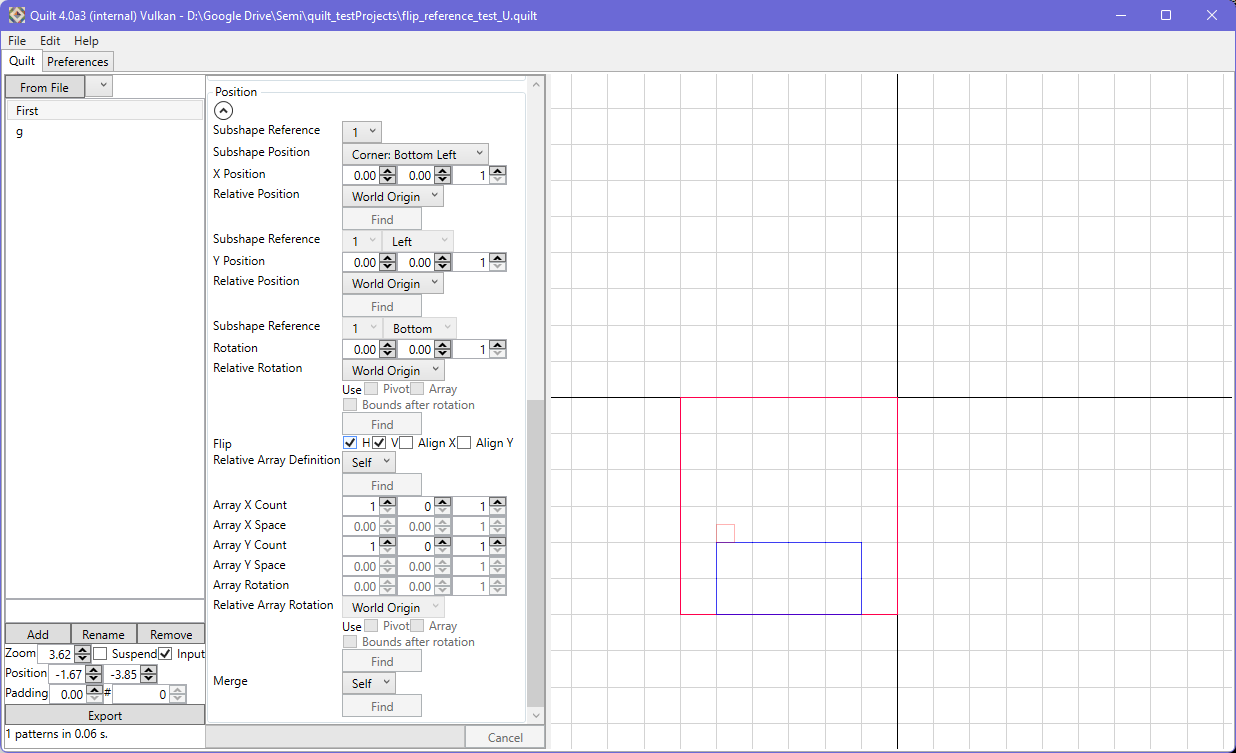 Quilt 4.0a3 (internal) Vulkan - D:\Google Drive\Semi\quilt_testProjects\flip_reference_test_U.quilt
File Edit Help
Quilt Preferences
From File
First
g
Add Rename Remove
Zoom 3.62 Suspend Input
Position -1.67 -3.85
Padding 0.00 # 0
Export
1 patterns in 0.06 s.
Position
Subshape Reference 1
Subshape Position Corner: Bottom Left
X Position 0.00 0.00 1
Relative Position World Origin
Find
Subshape Reference 1 Left
Y Position 0.00 0.00 1
Relative Position World Origin
Find
Subshape Reference 1 Bottom
Rotation 0.00 0.00 1
Relative Rotation World Origin
Use Pivot Array
Bounds after rotation
Find
Flip H V Align X Align Y
Relative Array Definition Self
Find
Array X Count 1 0 1
Array X Space 0.00 0.00 1
Array Y Count 1 0 1
Array Y Space 0.00 0.00 1
Array Rotation 0.00 0.00 1
Relative Array Rotation World Origin
Use Pivot Array
Bounds after rotation
Find
Merge Self
Find
Cancel